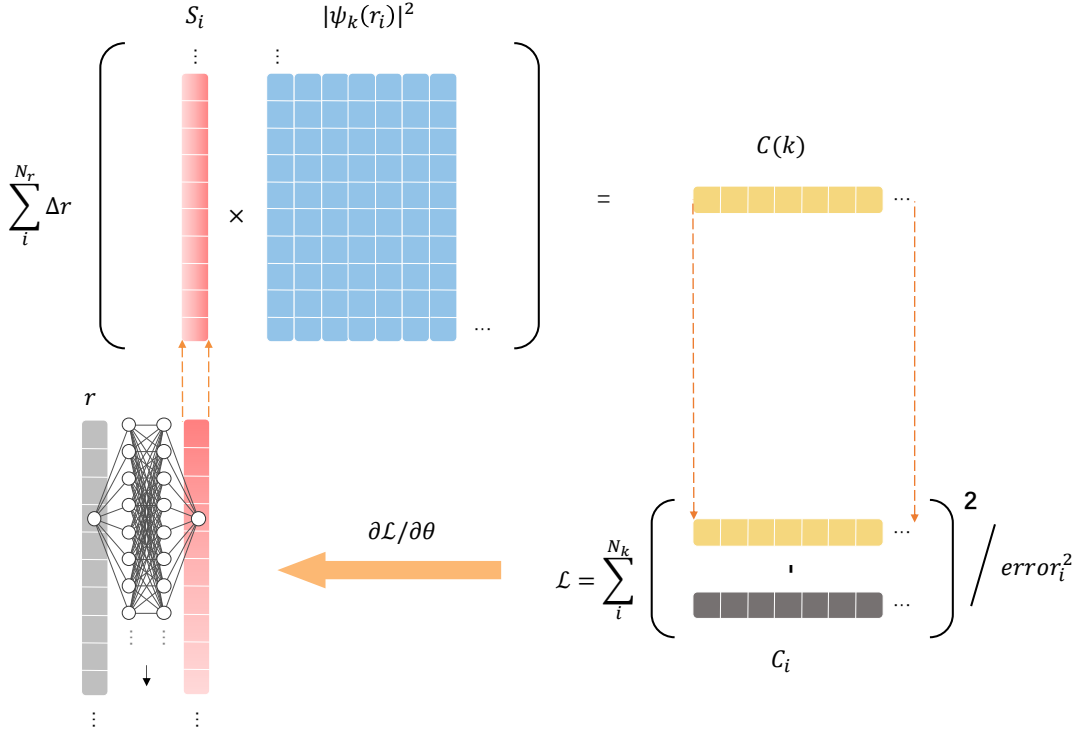 S_i
|ψ_k(r_i)|^2
⋮
⋮
C(k)
∑_i^{N_r} Δr
×
=
...
...
r
∂ℒ/∂θ
ℒ = ∑_i^{N_k}
...
-
...
2
/ error_i^2
C_i
⋮ ⋮
⋮ ⋮